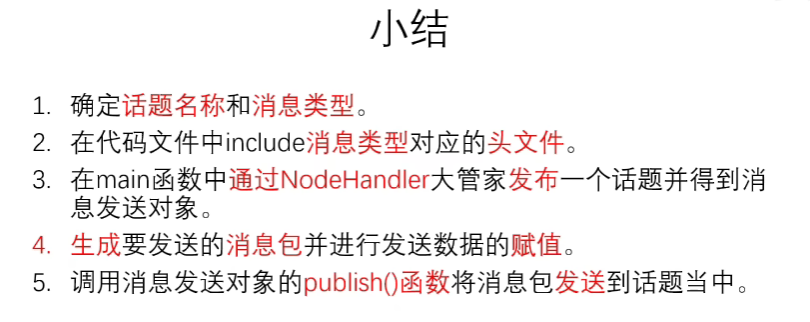 小结
1. 确定话题名称和消息类型。
2. 在代码文件中include消息类型对应的头文件。
3. 在main函数中通过NodeHandler大管家发布一个话题并得到消
息发送对象。
4. 生成要发送的消息包并进行发送数据的赋值。
5. 调用消息发送对象的publish()函数将消息包发送到话题当中。